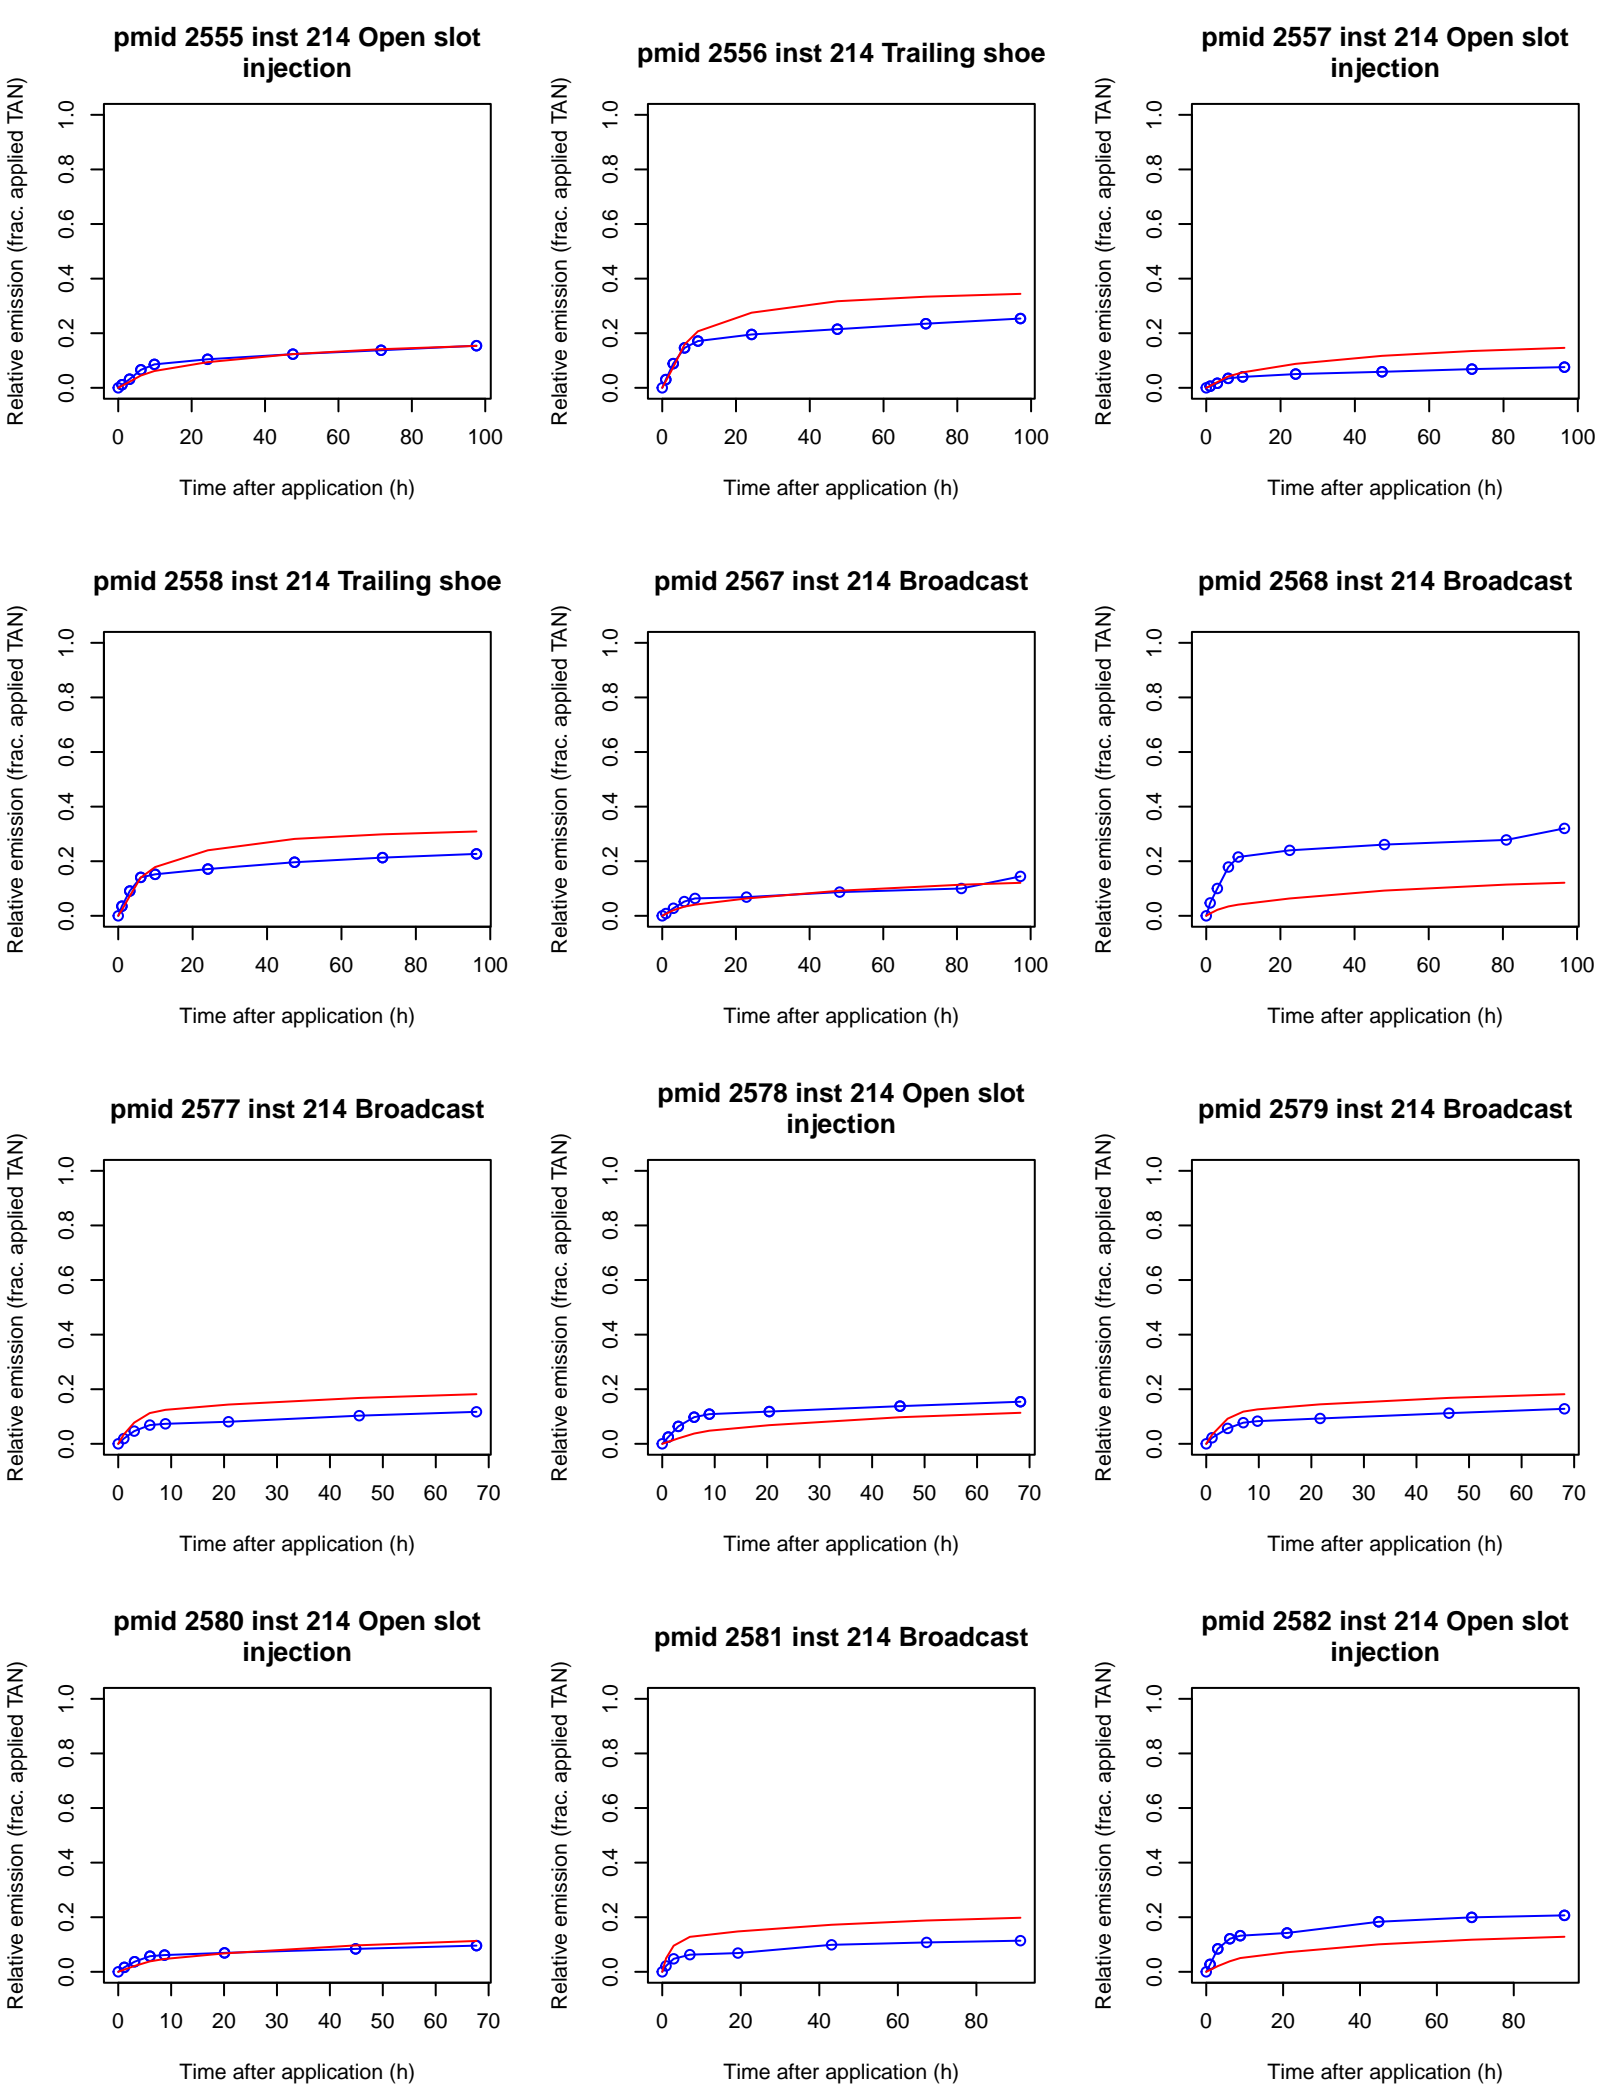 pmid 2555 inst 214 Open slot
injection
Relative emission (frac. applied TAN)
1.0
0.8
0.6
0.4
0.2
0.0
0 20 40 60 80 100
Time after application (h)
pmid 2556 inst 214 Trailing shoe
Relative emission (frac. applied TAN)
1.0
0.8
0.6
0.4
0.2
0.0
0 20 40 60 80 100
Time after application (h)
pmid 2557 inst 214 Open slot
injection
Relative emission (frac. applied TAN)
1.0
0.8
0.6
0.4
0.2
0.0
0 20 40 60 80 100
Time after application (h)
pmid 2558 inst 214 Trailing shoe
Relative emission (frac. applied TAN)
1.0
0.8
0.6
0.4
0.2
0.0
0 20 40 60 80 100
Time after application (h)
pmid 2567 inst 214 Broadcast
Relative emission (frac. applied TAN)
1.0
0.8
0.6
0.4
0.2
0.0
0 20 40 60 80 100
Time after application (h)
pmid 2568 inst 214 Broadcast
Relative emission (frac. applied TAN)
1.0
0.8
0.6
0.4
0.2
0.0
0 20 40 60 80 100
Time after application (h)
pmid 2577 inst 214 Broadcast
Relative emission (frac. applied TAN)
1.0
0.8
0.6
0.4
0.2
0.0
0 10 20 30 40 50 60 70
Time after application (h)
pmid 2578 inst 214 Open slot
injection
Relative emission (frac. applied TAN)
1.0
0.8
0.6
0.4
0.2
0.0
0 10 20 30 40 50 60 70
Time after application (h)
pmid 2579 inst 214 Broadcast
Relative emission (frac. applied TAN)
1.0
0.8
0.6
0.4
0.2
0.0
0 10 20 30 40 50 60 70
Time after application (h)
pmid 2580 inst 214 Open slot
injection
Relative emission (frac. applied TAN)
1.0
0.8
0.6
0.4
0.2
0.0
0 10 20 30 40 50 60 70
Time after application (h)
pmid 2581 inst 214 Broadcast
Relative emission (frac. applied TAN)
1.0
0.8
0.6
0.4
0.2
0.0
0 20 40 60 80
Time after application (h)
pmid 2582 inst 214 Open slot
injection
Relative emission (frac. applied TAN)
1.0
0.8
0.6
0.4
0.2
0.0
0 20 40 60 80
Time after application (h)